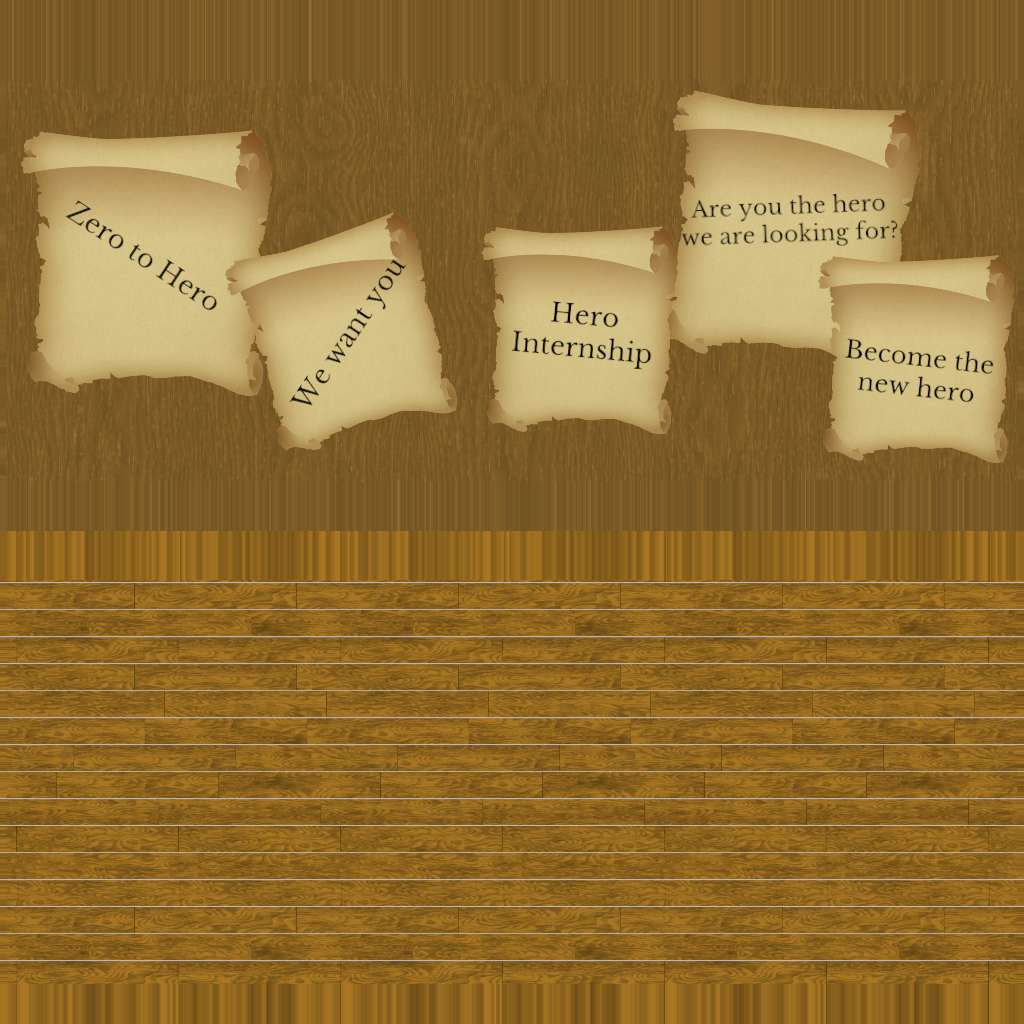 Zero to Hero
We want you
Hero
Internship
Are you the hero
we are looking for?
Become the
new hero